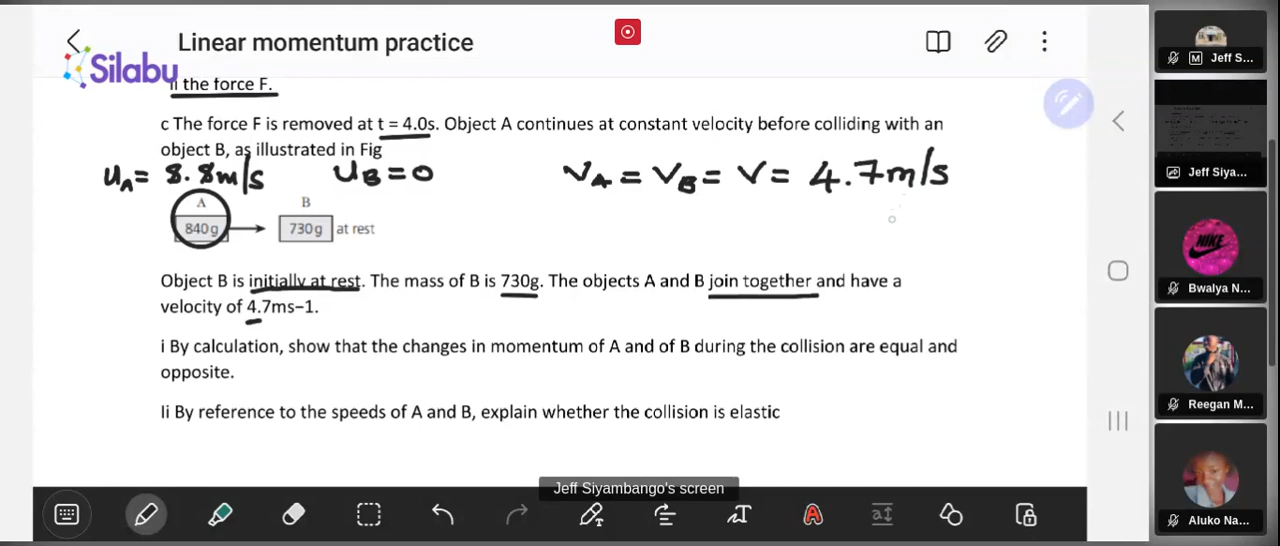 Linear momentum practice
Silabu
ii the force F.
c The force F is removed at t = 4.0s. Object A continues at constant velocity before colliding with an
object B, as illustrated in Fig
uA = 8.8m/s uB = 0 vA = vB = v = 4.7m/s
A B
840g 730g at rest
Object B is initially at rest. The mass of B is 730g. The objects A and B join together and have a
velocity of 4.7ms−1.
i By calculation, show that the changes in momentum of A and of B during the collision are equal and
opposite.
Ii By reference to the speeds of A and B, explain whether the collision is elastic
Jeff Siyambango's screen
M Jeff S...
Jeff Siya...
NIKE
Bwalya N...
Reegan M...
Aluko Na...